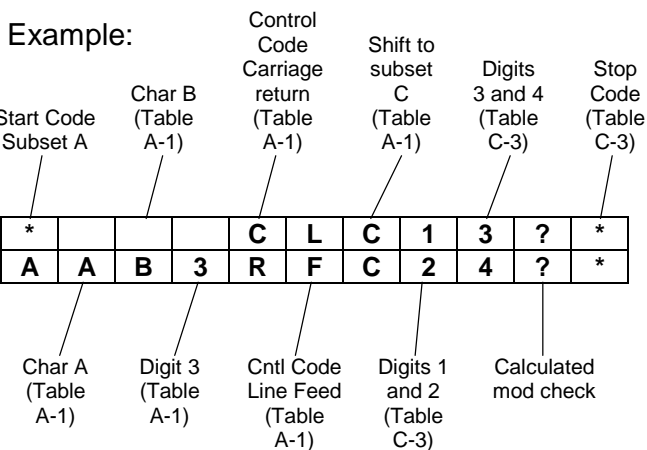 Example:
Start Code
Subset A
Char B
(Table
A-1)
Control
Code
Carriage
return
(Table
A-1)
Shift to
subset
C
(Table
A-1)
Digits
3 and 4
(Table
C-3)
Stop
Code
(Table
C-3)
* C L C 1 3 ? *
A A B 3 R F C 2 4 ? *
Char A
(Table
A-1)
Digit 3
(Table
A-1)
Cntl Code
Line Feed
(Table
A-1)
Digits 1
and 2
(Table
C-3)
Calculated
mod check